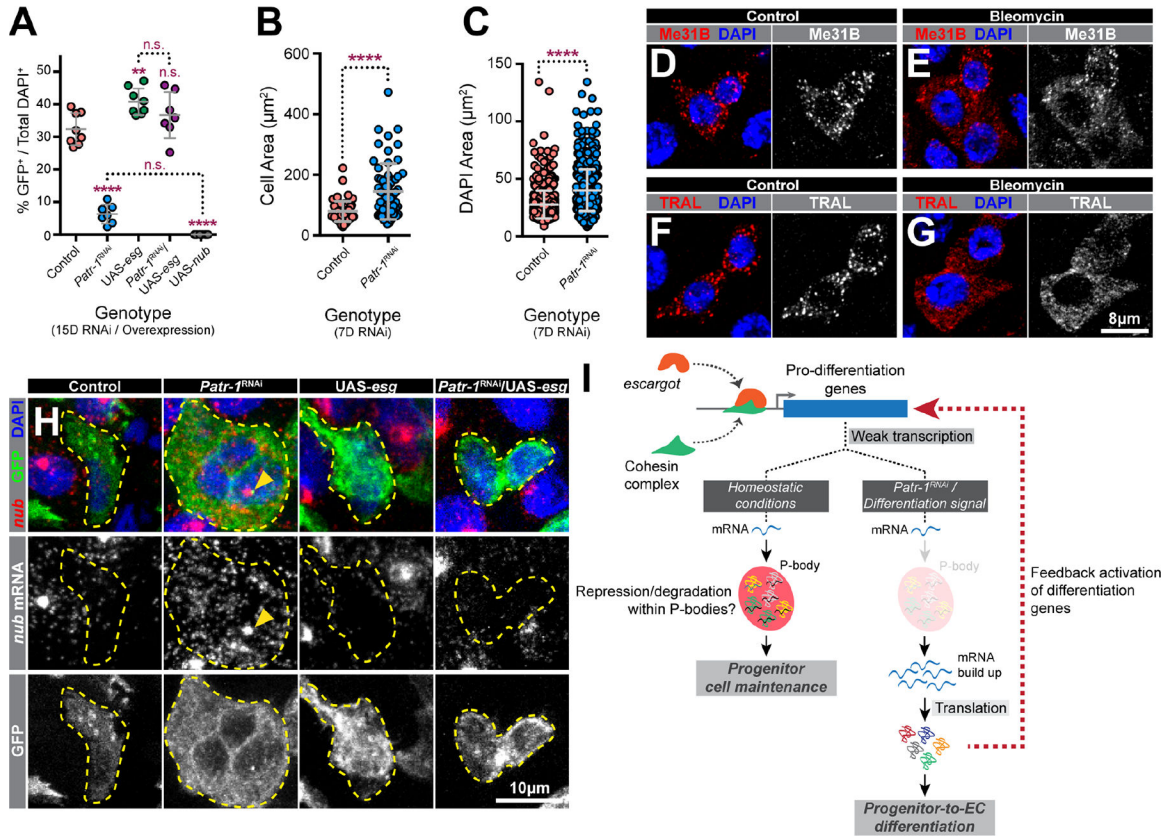 A
n.s.
n.s.
**
n.s.
****
****
% GFP⁺ / Total DAPI⁺
50
40
30
20
10
0
Control
Patr-1ᴿᴺᴬⁱ
UAS-esg
Patr-1ᴿᴺᴬⁱ/
UAS-esg
UAS-nub
Genotype
(15D RNAi / Overexpression)
B
****
Cell Area (µm²)
600
400
200
0
Control
Patr-1ᴿᴺᴬⁱ
Genotype
(7D RNAi)
C
****
DAPI Area (µm²)
150
100
50
0
Control
Patr-1ᴿᴺᴬⁱ
Genotype
(7D RNAi)
Control
Me31B DAPI
Me31B
D
Bleomycin
Me31B DAPI
Me31B
E
Control
TRAL DAPI
TRAL
F
Bleomycin
TRAL DAPI
TRAL
G
8µm
Control
Patr-1ᴿᴺᴬⁱ
UAS-esg
Patr-1ᴿᴺᴬⁱ/UAS-esg
H
nub GFP DAPI
nub mRNA
GFP
10µm
I
escargot
Pro-differentiation
genes
Cohesin
complex
Weak transcription
Homeostatic
conditions
Patr-1ᴿᴺᴬⁱ /
Differentiation signal
mRNA
mRNA
P-body
P-body
Repression/degradation
within P-bodies?
Feedback activation
of differentiation
genes
Progenitor
cell maintenance
mRNA
build up
Translation
Progenitor-to-EC
differentiation